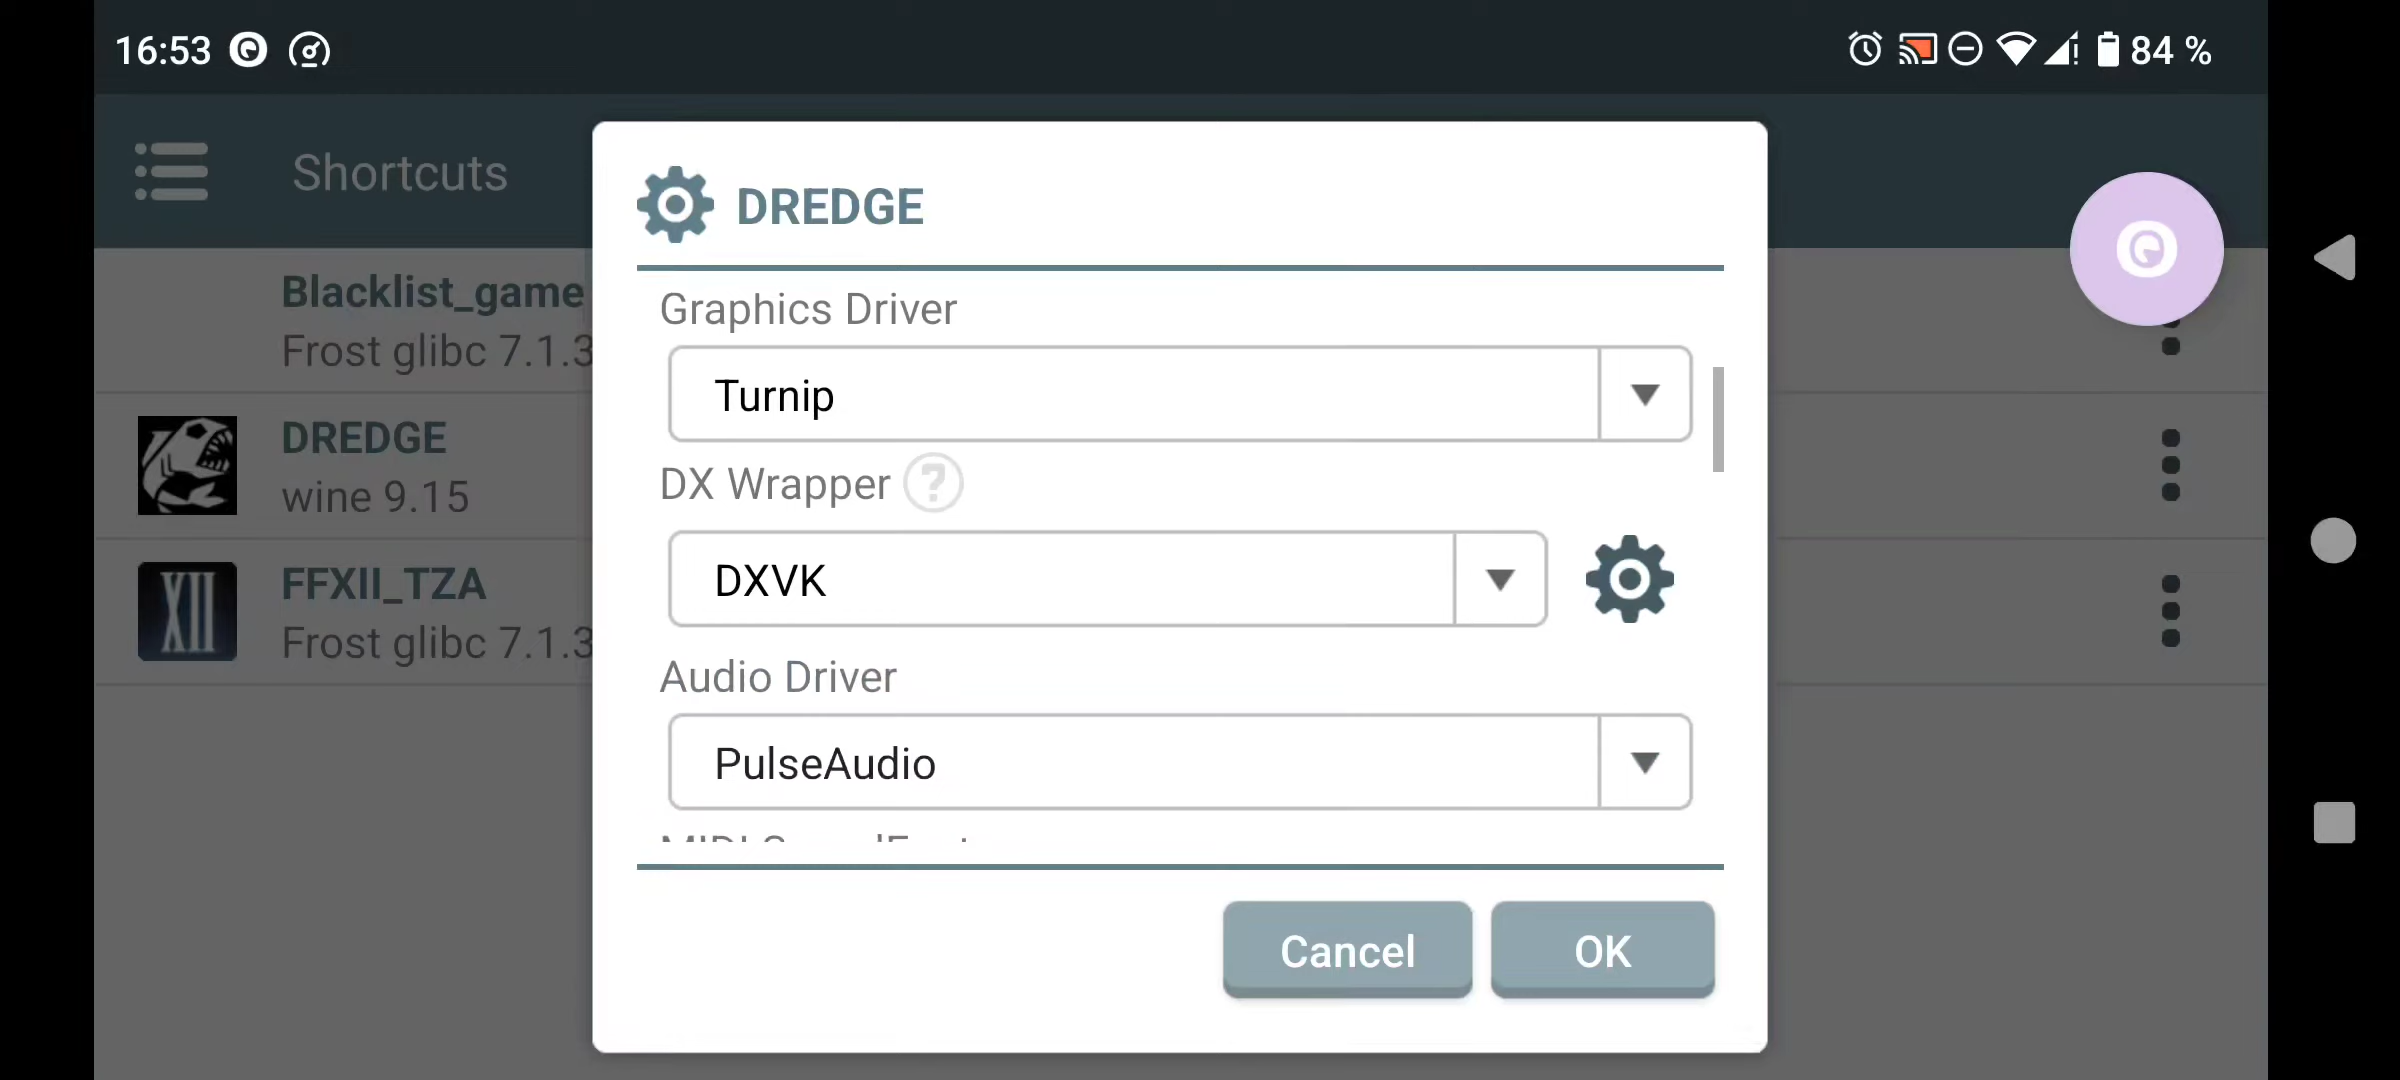 16:53
84 %
Shortcuts
Blacklist_game
Frost glibc 7.1.3
DREDGE
wine 9.15
XII
FFXII_TZA
Frost glibc 7.1.3
DREDGE
Graphics Driver
Turnip
DX Wrapper ?
DXVK
Audio Driver
PulseAudio
Cancel
OK